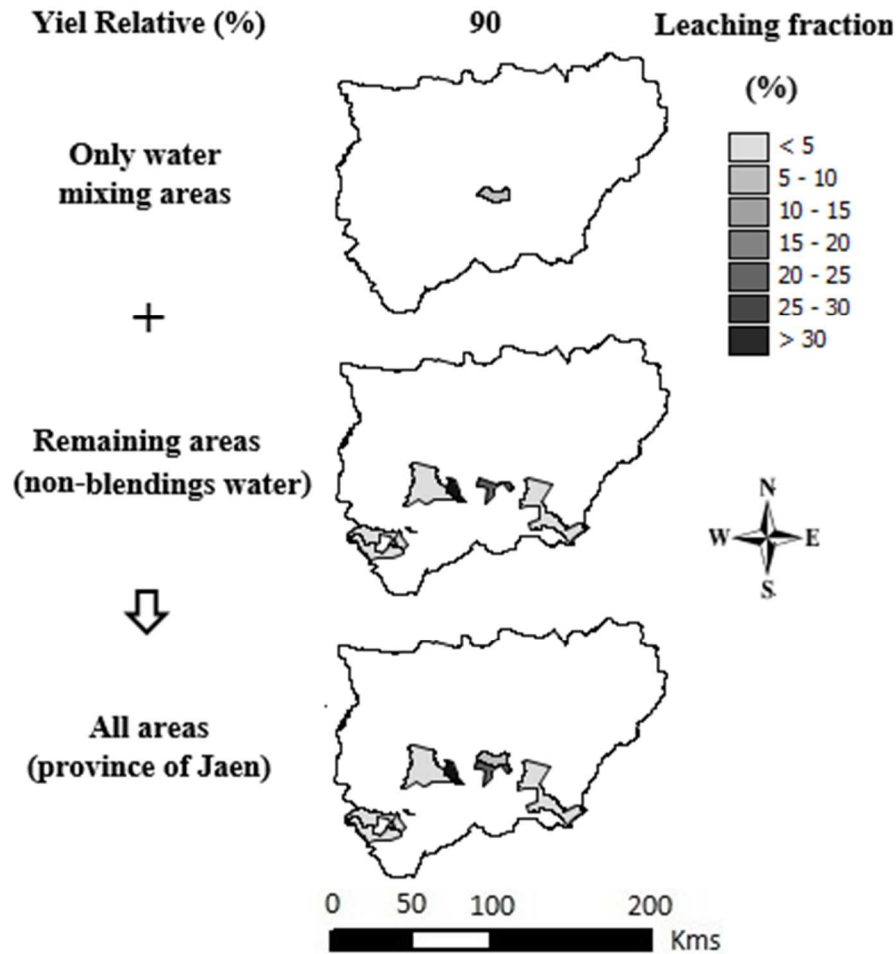 Yiel Relative (%)
90
Leaching fraction
(%)
< 5
5 - 10
10 - 15
15 - 20
20 - 25
25 - 30
> 30
Only water
mixing areas
+
Remaining areas
(non-blendings water)
N
W
E
S
All areas
(province of Jaen)
0 50 100 200
Kms